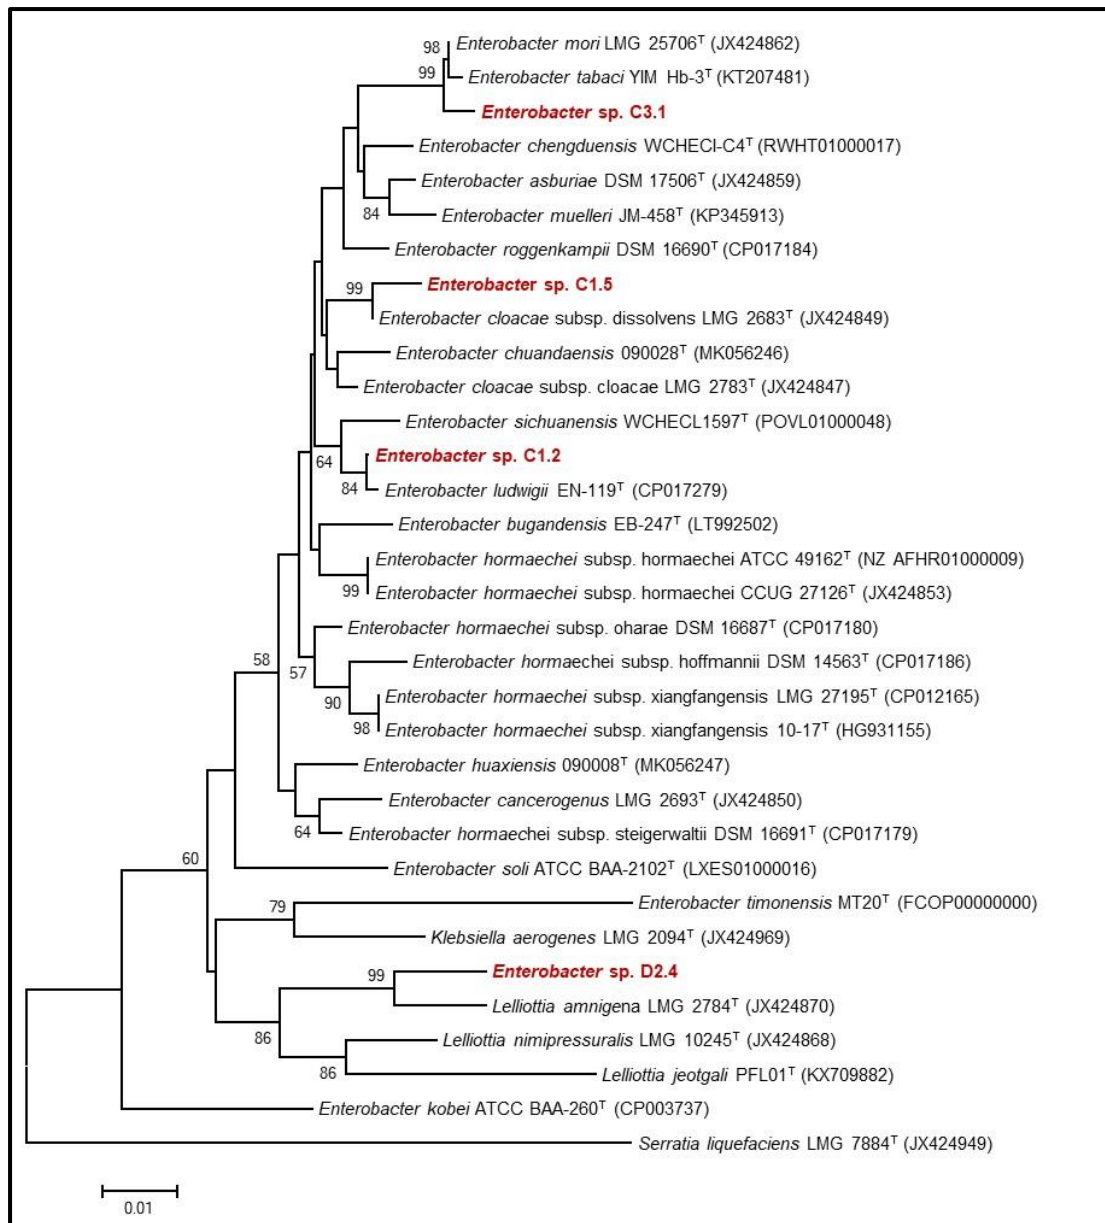 98
Enterobacter mori LMG 25706ᵀ (JX424862)
99
Enterobacter tabaci YIM Hb-3ᵀ (KT207481)
Enterobacter sp. C3.1
Enterobacter chengduensis WCHECl-C4ᵀ (RWHT01000017)
Enterobacter asburiae DSM 17506ᵀ (JX424859)
84
Enterobacter muelleri JM-458ᵀ (KP345913)
Enterobacter roggenkampii DSM 16690ᵀ (CP017184)
99
Enterobacter sp. C1.5
Enterobacter cloacae subsp. dissolvens LMG 2683ᵀ (JX424849)
Enterobacter chuandaensis 090028ᵀ (MK056246)
Enterobacter cloacae subsp. cloacae LMG 2783ᵀ (JX424847)
Enterobacter sichuanensis WCHECL1597ᵀ (POVL01000048)
64
Enterobacter sp. C1.2
84
Enterobacter ludwigii EN-119ᵀ (CP017279)
Enterobacter bugandensis EB-247ᵀ (LT992502)
Enterobacter hormaechei subsp. hormaechei ATCC 49162ᵀ (NZ AFHR01000009)
99
Enterobacter hormaechei subsp. hormaechei CCUG 27126ᵀ (JX424853)
Enterobacter hormaechei subsp. oharae DSM 16687ᵀ (CP017180)
58
57
Enterobacter hormaechei subsp. hoffmannii DSM 14563ᵀ (CP017186)
90
Enterobacter hormaechei subsp. xiangfangensis LMG 27195ᵀ (CP012165)
98
Enterobacter hormaechei subsp. xiangfangensis 10-17ᵀ (HG931155)
Enterobacter huaxiensis 090008ᵀ (MK056247)
Enterobacter cancerogenus LMG 2693ᵀ (JX424850)
64
Enterobacter hormaechei subsp. steigerwaltii DSM 16691ᵀ (CP017179)
60
Enterobacter soli ATCC BAA-2102ᵀ (LXES01000016)
79
Enterobacter timonensis MT20ᵀ (FCOP00000000)
Klebsiella aerogenes LMG 2094ᵀ (JX424969)
99
Enterobacter sp. D2.4
Lelliottia amnigena LMG 2784ᵀ (JX424870)
86
Lelliottia nimipressuralis LMG 10245ᵀ (JX424868)
86
Lelliottia jeotgali PFL01ᵀ (KX709882)
Enterobacter kobei ATCC BAA-260ᵀ (CP003737)
Serratia liquefaciens LMG 7884ᵀ (JX424949)
0.01